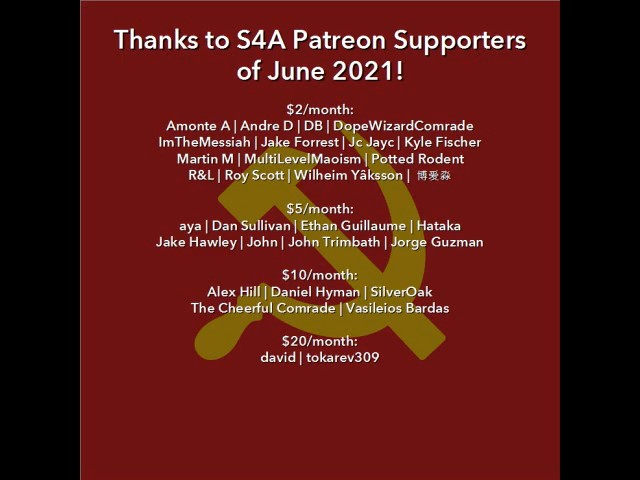 Thanks to S4A Patreon Supporters
of June 2021!
$2/month:
Amonte A | Andre D | DB | DopeWizardComrade
ImTheMessiah | Jake Forrest | Jc Jayc | Kyle Fischer
Martin M | MultiLevelMaoism | Potted Rodent
R&L | Roy Scott | Wilheim Yâksson | 博爱淼
$5/month:
aya | Dan Sullivan | Ethan Guillaume | Hataka
Jake Hawley | John | John Trimbath | Jorge Guzman
$10/month:
Alex Hill | Daniel Hyman | SilverOak
The Cheerful Comrade | Vasileios Bardas
$20/month:
david | tokarev309